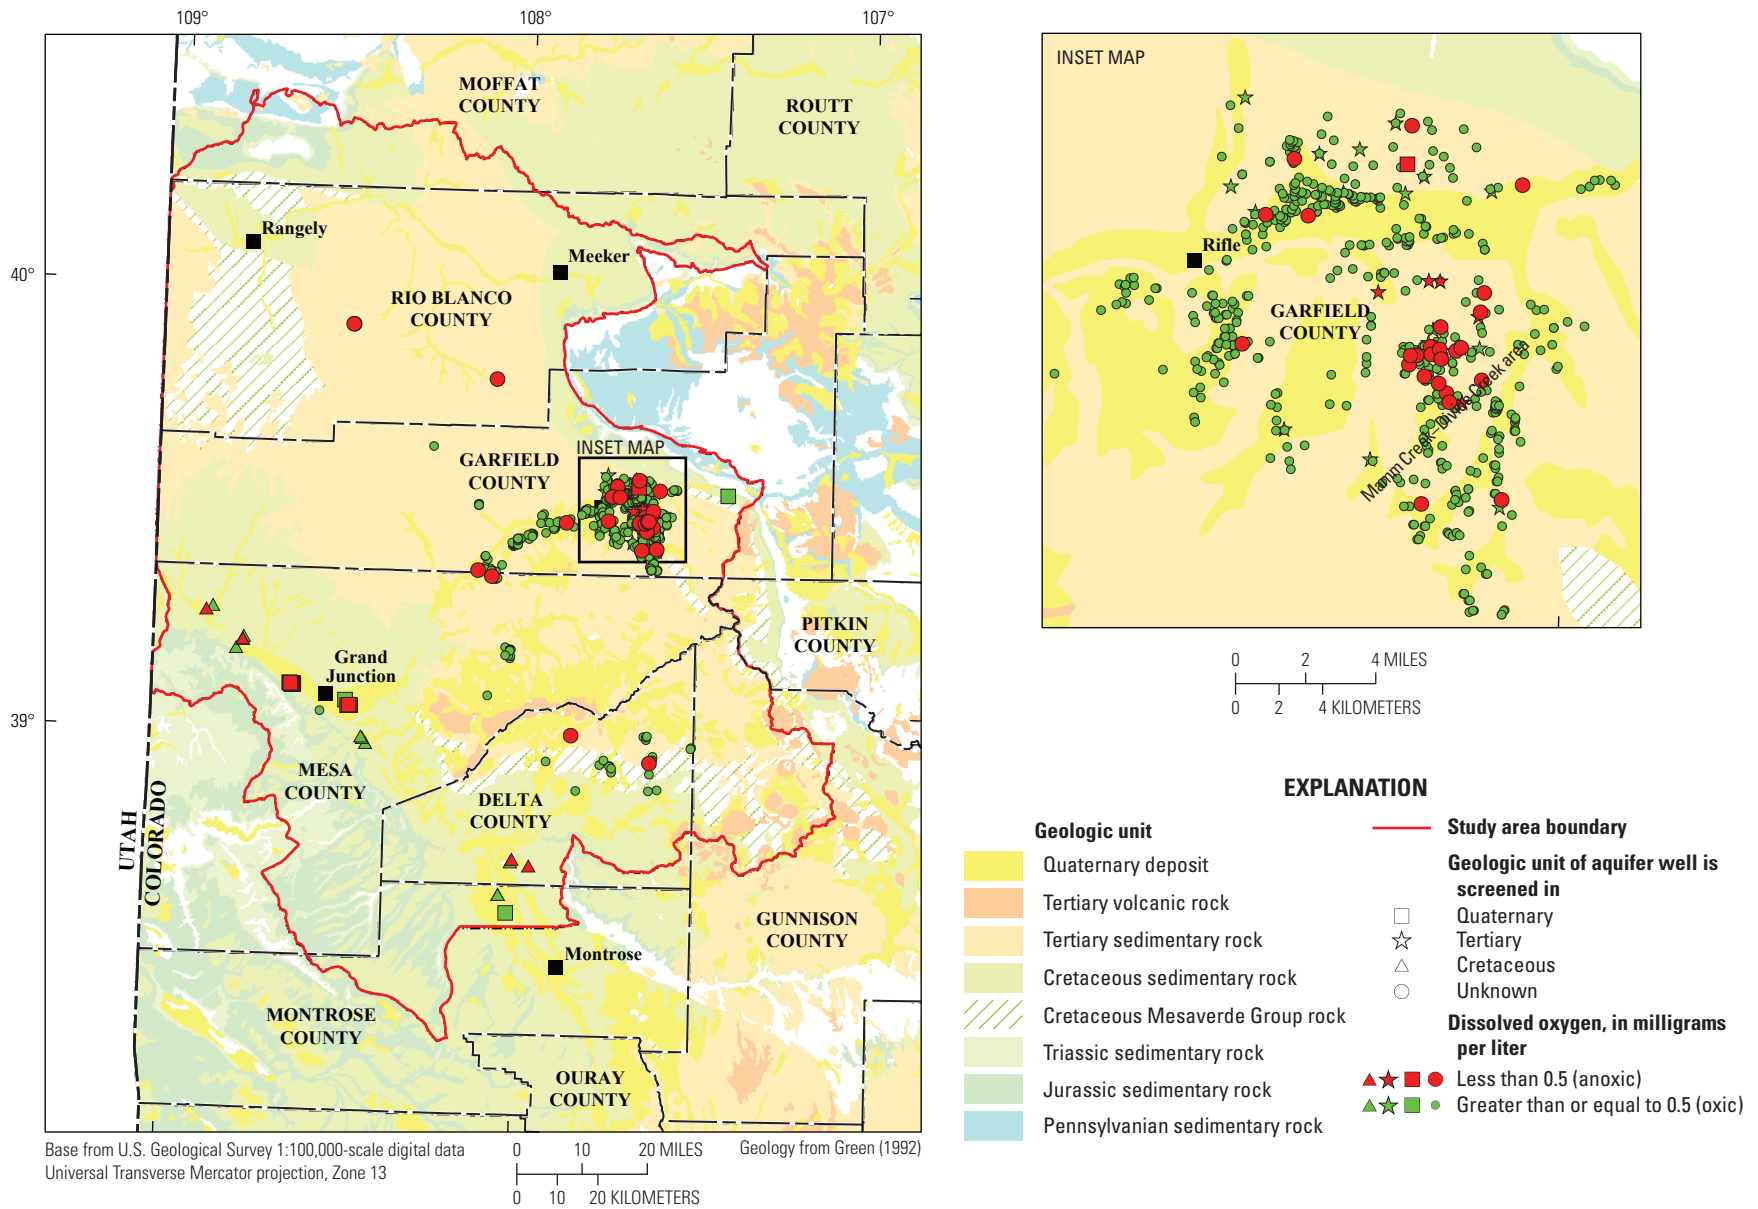 109°
108°
107°
40°
39°
MOFFAT
COUNTY
ROUTT
COUNTY
Rangely
Meeker
RIO BLANCO
COUNTY
INSET MAP
GARFIELD
COUNTY
PITKIN
COUNTY
Grand
Junction
MESA
COUNTY
UTAH
COLORADO
DELTA
COUNTY
GUNNISON
COUNTY
Montrose
MONTROSE
COUNTY
OURAY
COUNTY
Base from U.S. Geological Survey 1:100,000-scale digital data
Universal Transverse Mercator projection, Zone 13
0 10 20 MILES
0 10 20 KILOMETERS
Geology from Green (1992)
INSET MAP
Rifle
GARFIELD
COUNTY
Mamm Creek–Divide Creek area
0 2 4 MILES
0 2 4 KILOMETERS
EXPLANATION
Geologic unit
Quaternary deposit
Tertiary volcanic rock
Tertiary sedimentary rock
Cretaceous sedimentary rock
Cretaceous Mesaverde Group rock
Triassic sedimentary rock
Jurassic sedimentary rock
Pennsylvanian sedimentary rock
Study area boundary
Geologic unit of aquifer well is
screened in
Quaternary
Tertiary
Cretaceous
Unknown
Dissolved oxygen, in milligrams
per liter
Less than 0.5 (anoxic)
Greater than or equal to 0.5 (oxic)